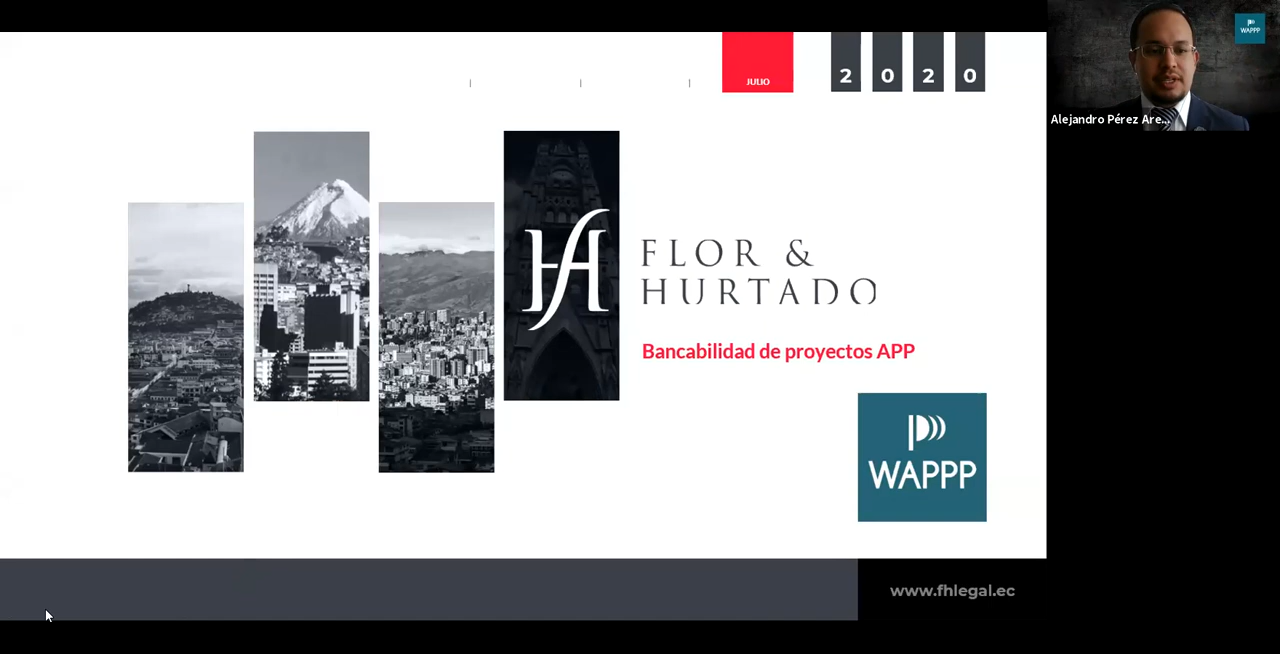 JULIO
2 0 2 0
WAPPP
Alejandro Pérez Are...
FH
FLOR &
HURTADO
Bancabilidad de proyectos APP
WAPPP
www.fhlegal.ec